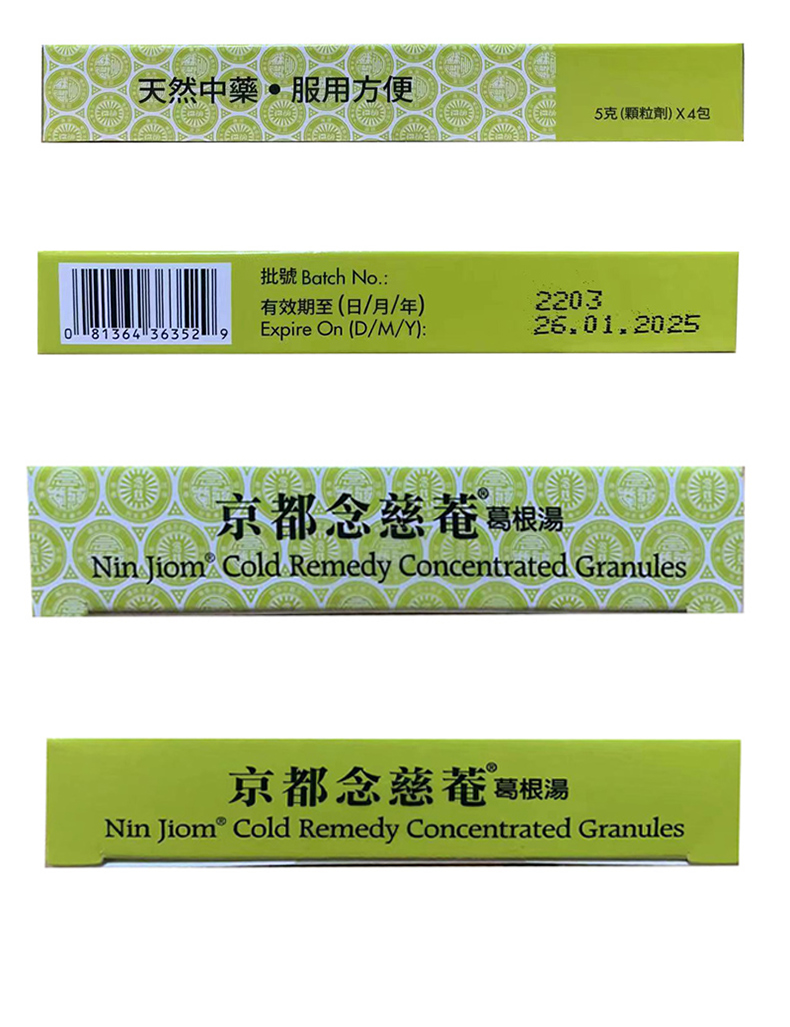 天然中藥•服用方便
5克(顆粒劑) X 4包
批號 Batch No.:
有效期至 (日/月/年)
Expire On (D/M/Y):
2203
26.01.2025
0 81364 36352 9
京都念慈菴® 葛根湯
Nin Jiom® Cold Remedy Concentrated Granules
京都念慈菴® 葛根湯
Nin Jiom® Cold Remedy Concentrated Granules